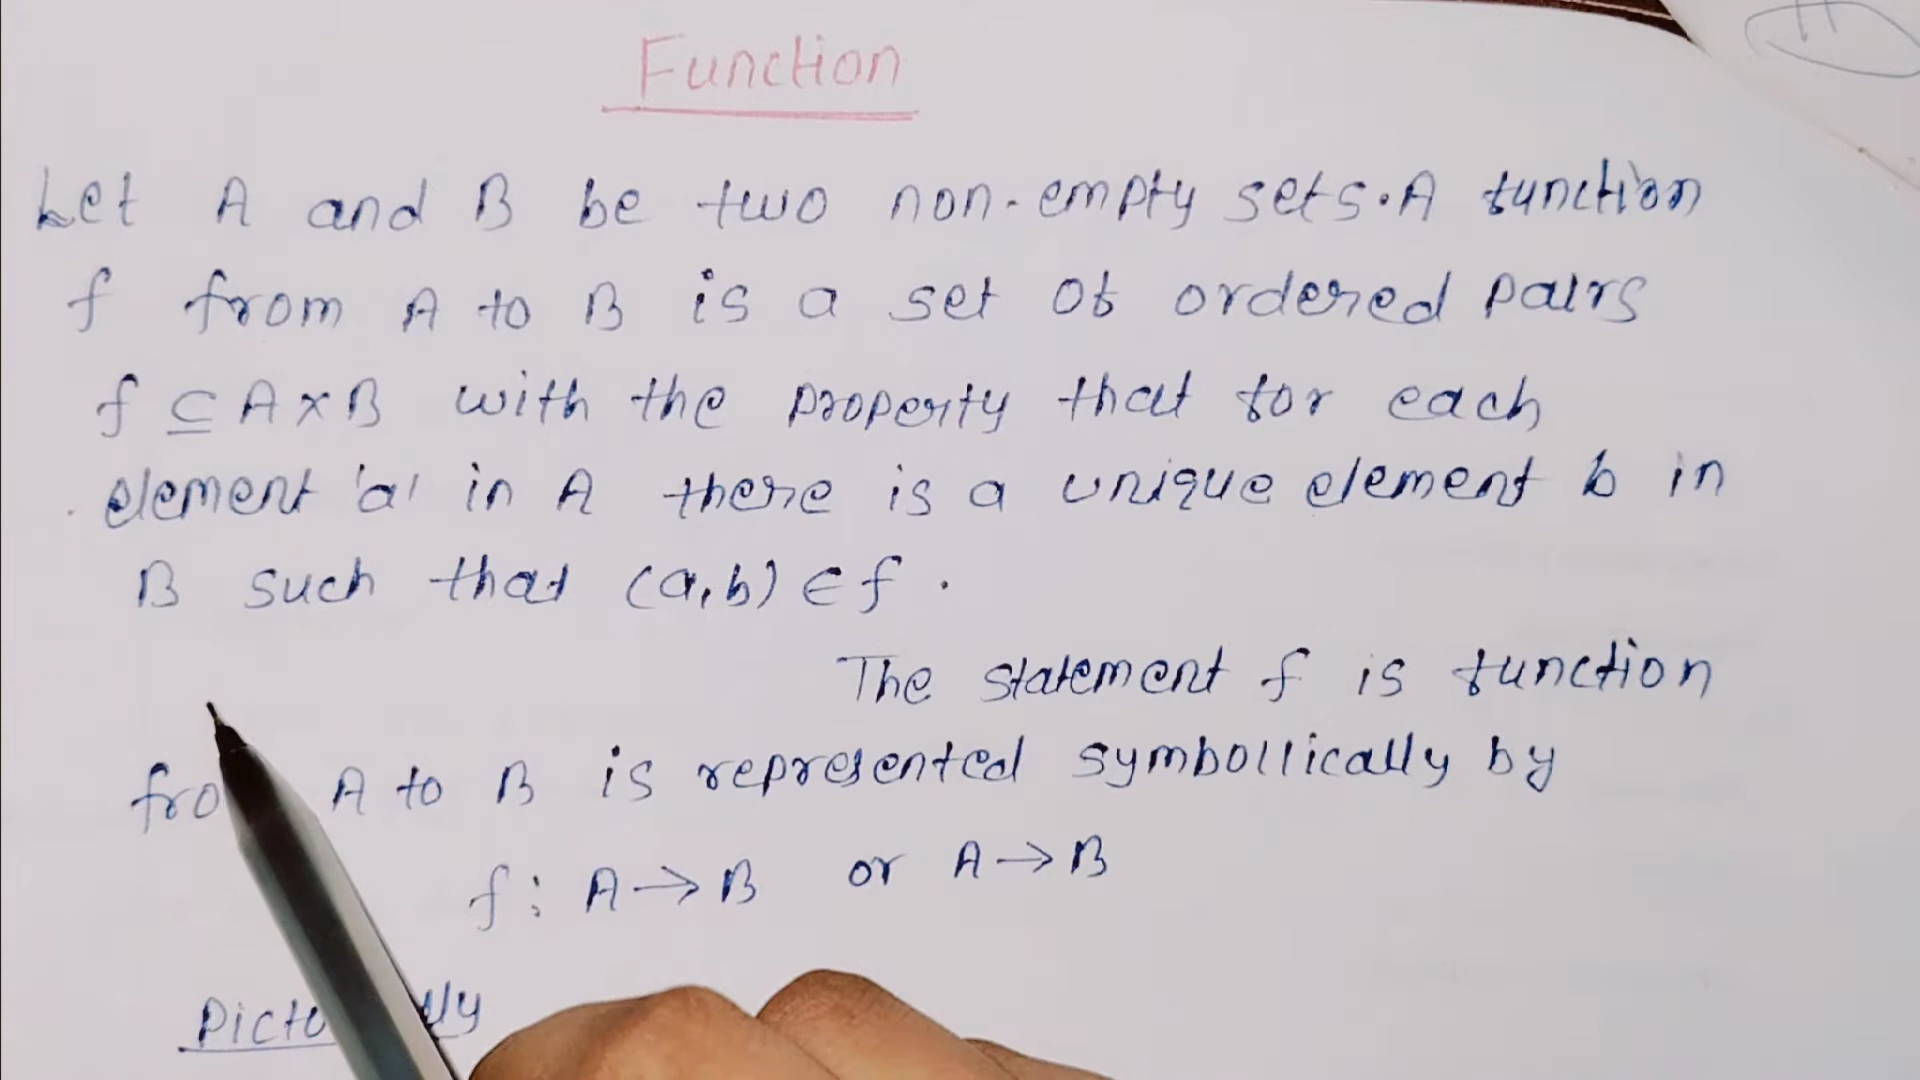 Function
Let A and B be two non-empty sets. A function
f from A to B is a set of ordered pairs
f ⊆ A×B with the property that for each
element 'a' in A there is a unique element b in
B such that (a,b) ∈ f.
The statement f is function
A to B is represented symbollically by
f: A→B or A→B